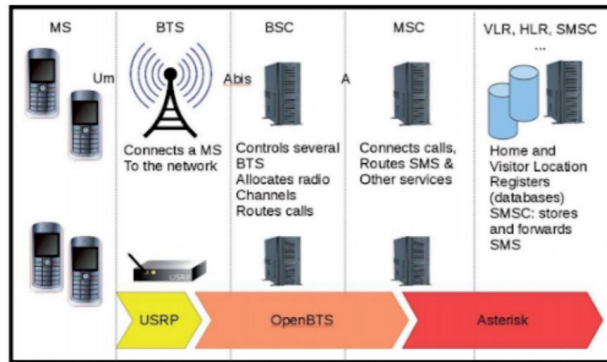 MS BTS BSC MSC VLR, HLR, SMSC
...
Um Abis A
Connects a MS
To the network
Controls several
BTS
Allocates radio
Channels
Routes calls
Connects calls,
Routes SMS &
Other services
Home and
Visitor Location
Registers
(databases)
SMSC: stores
and forwards
SMS
USRP
USRP OpenBTS Asterisk